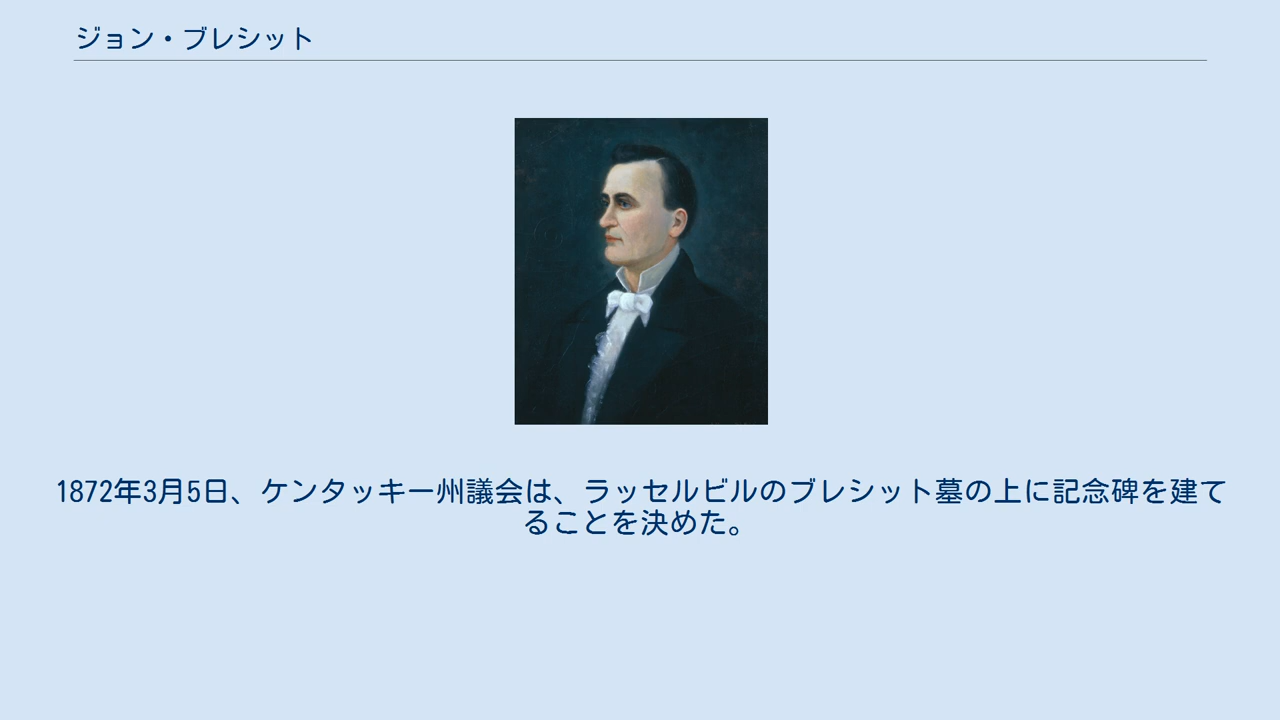 ジョン・ブレシット
1872年3月5日、ケンタッキー州議会は、ラッセルビルのブレシット墓の上に記念碑を建て
ることを決めた。